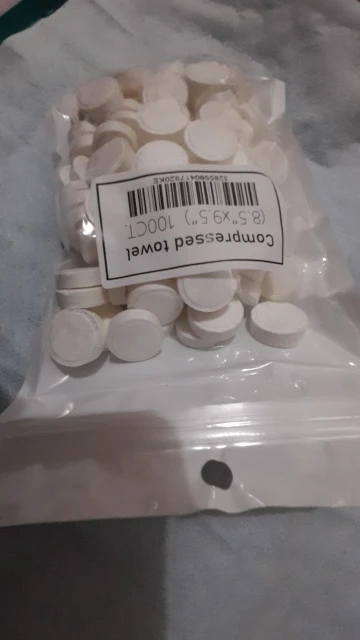 Compressed towel
(8.5"x9.5") 100CT.